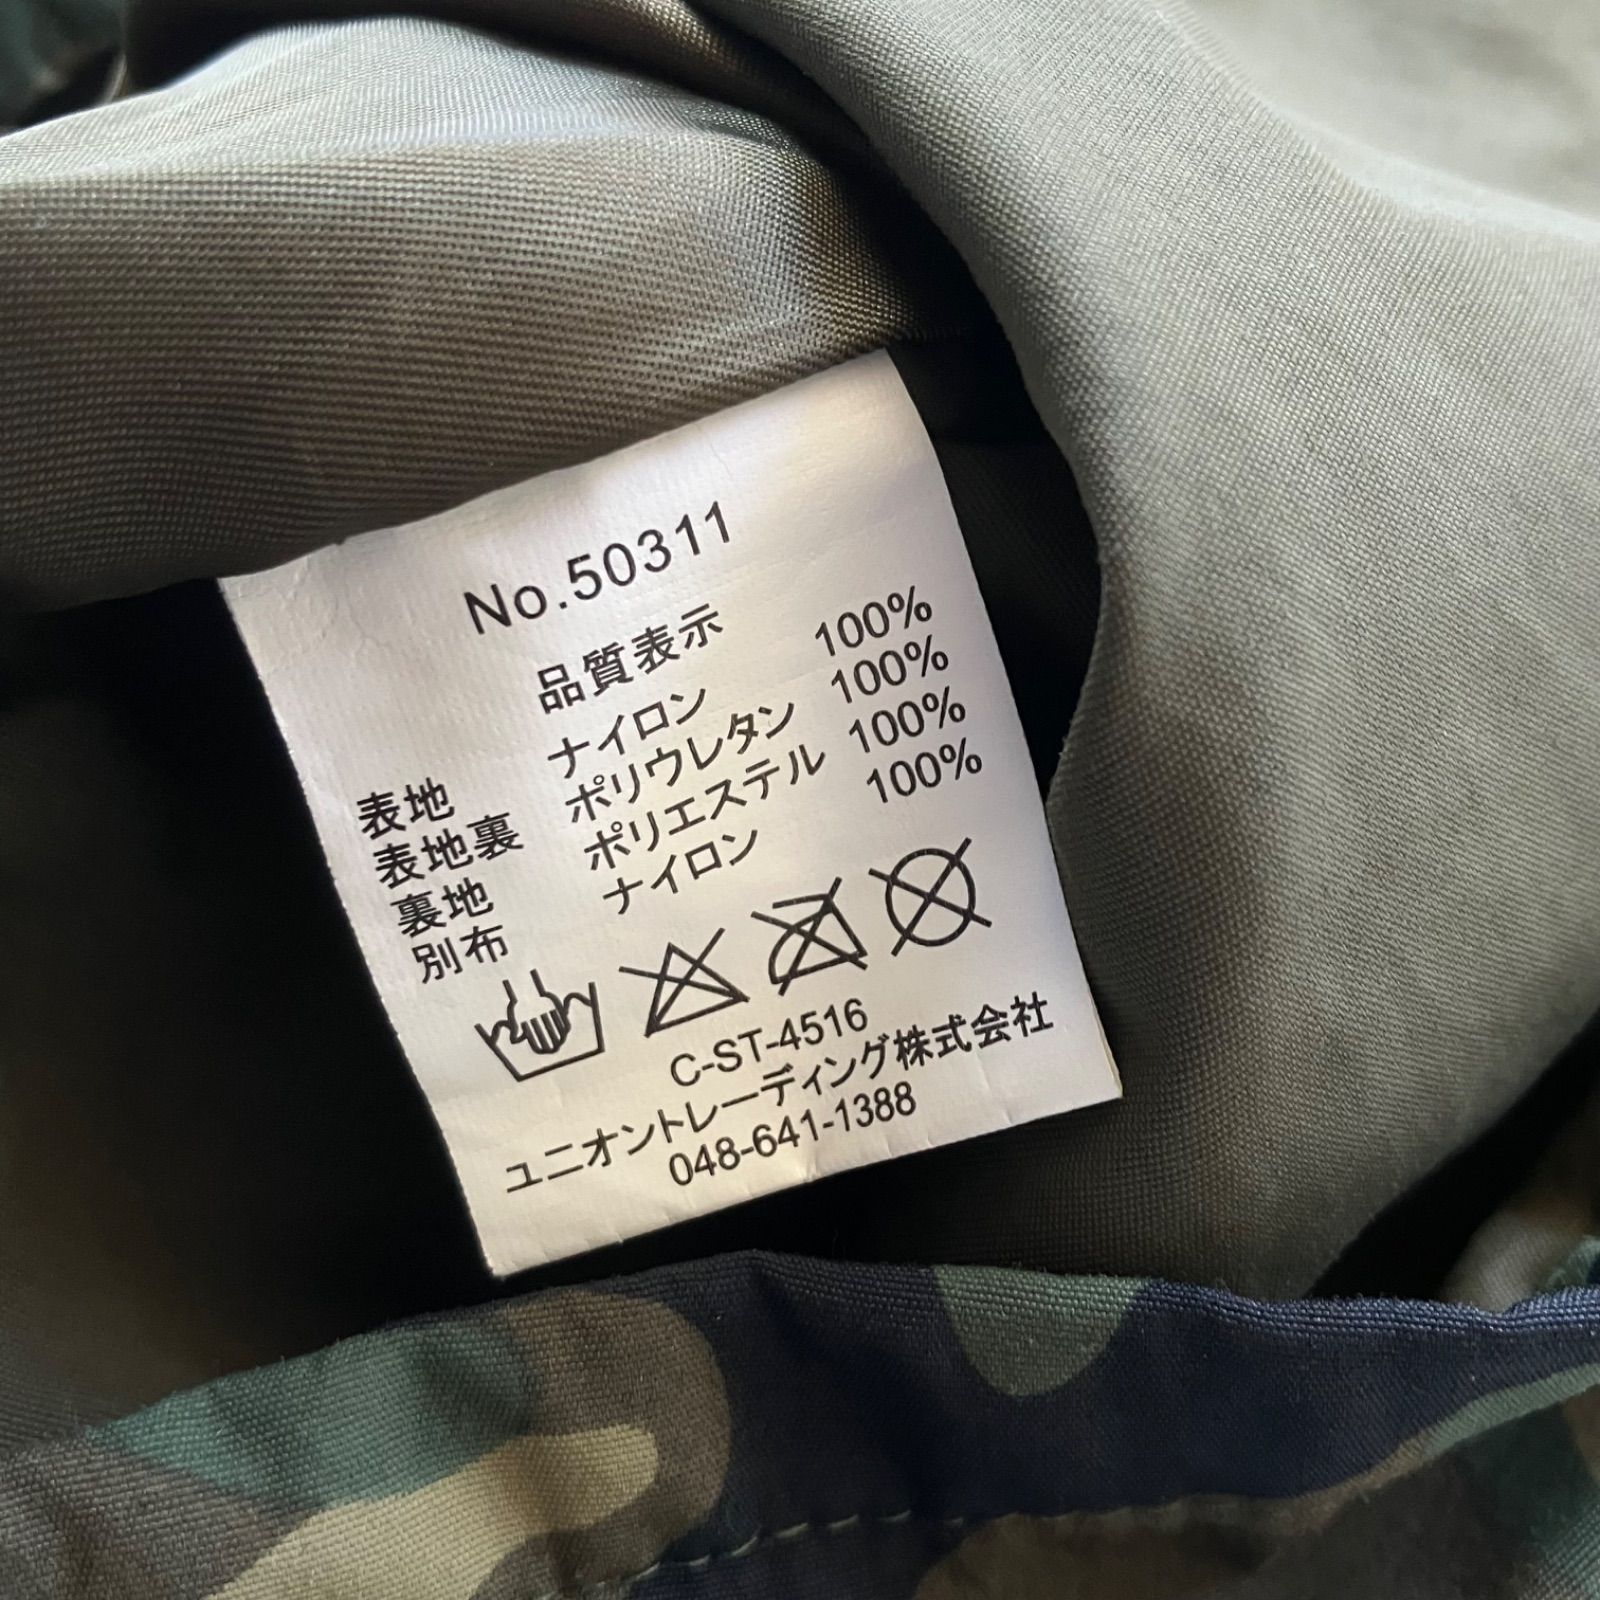 No.50311
品質表示
表地 ナイロン 100%
表地裏 ポリウレタン 100%
裏地 ポリエステル 100%
別布 ナイロン 100%
C-ST-4516
ユニオントレーディング株式会社
048-641-1388